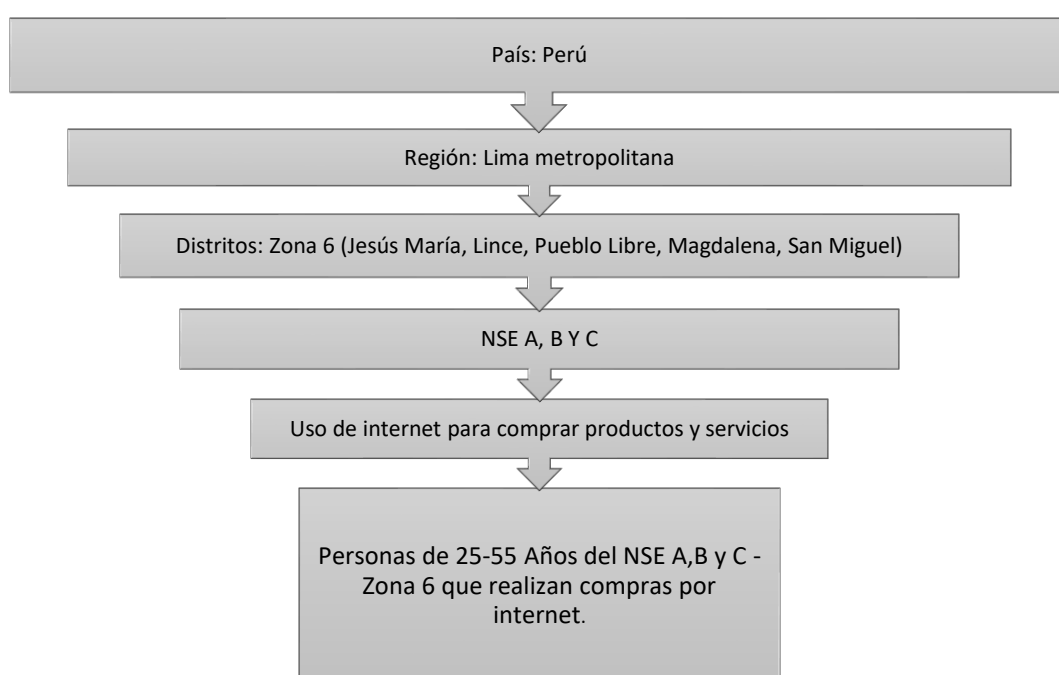 País: Perú
Región: Lima metropolitana
Distritos: Zona 6 (Jesús María, Lince, Pueblo Libre, Magdalena, San Miguel)
NSE A, B Y C
Uso de internet para comprar productos y servicios
Personas de 25-55 Años del NSE A,B y C -
Zona 6 que realizan compras por
internet.